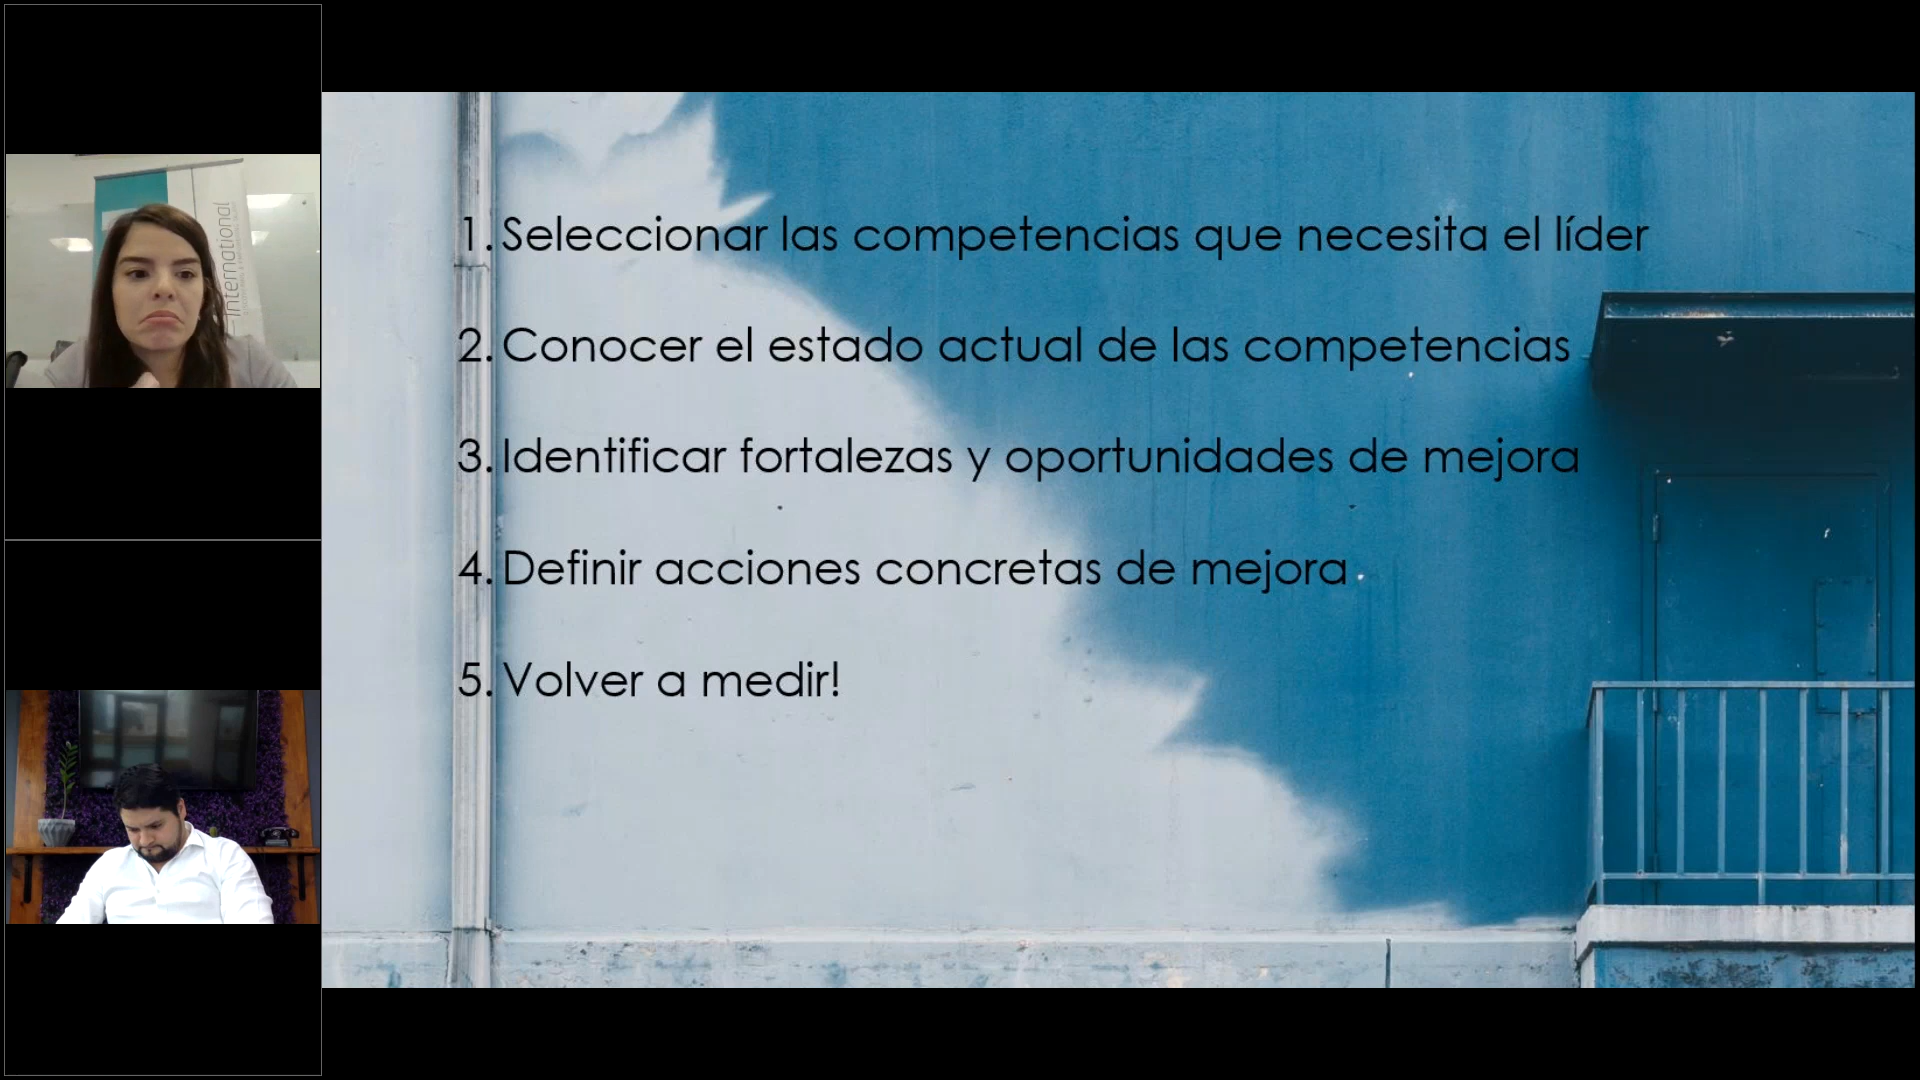 International
1. Seleccionar las competencias que necesita el líder
2. Conocer el estado actual de las competencias
3. Identificar fortalezas y oportunidades de mejora
4. Definir acciones concretas de mejora
5. Volver a medir!